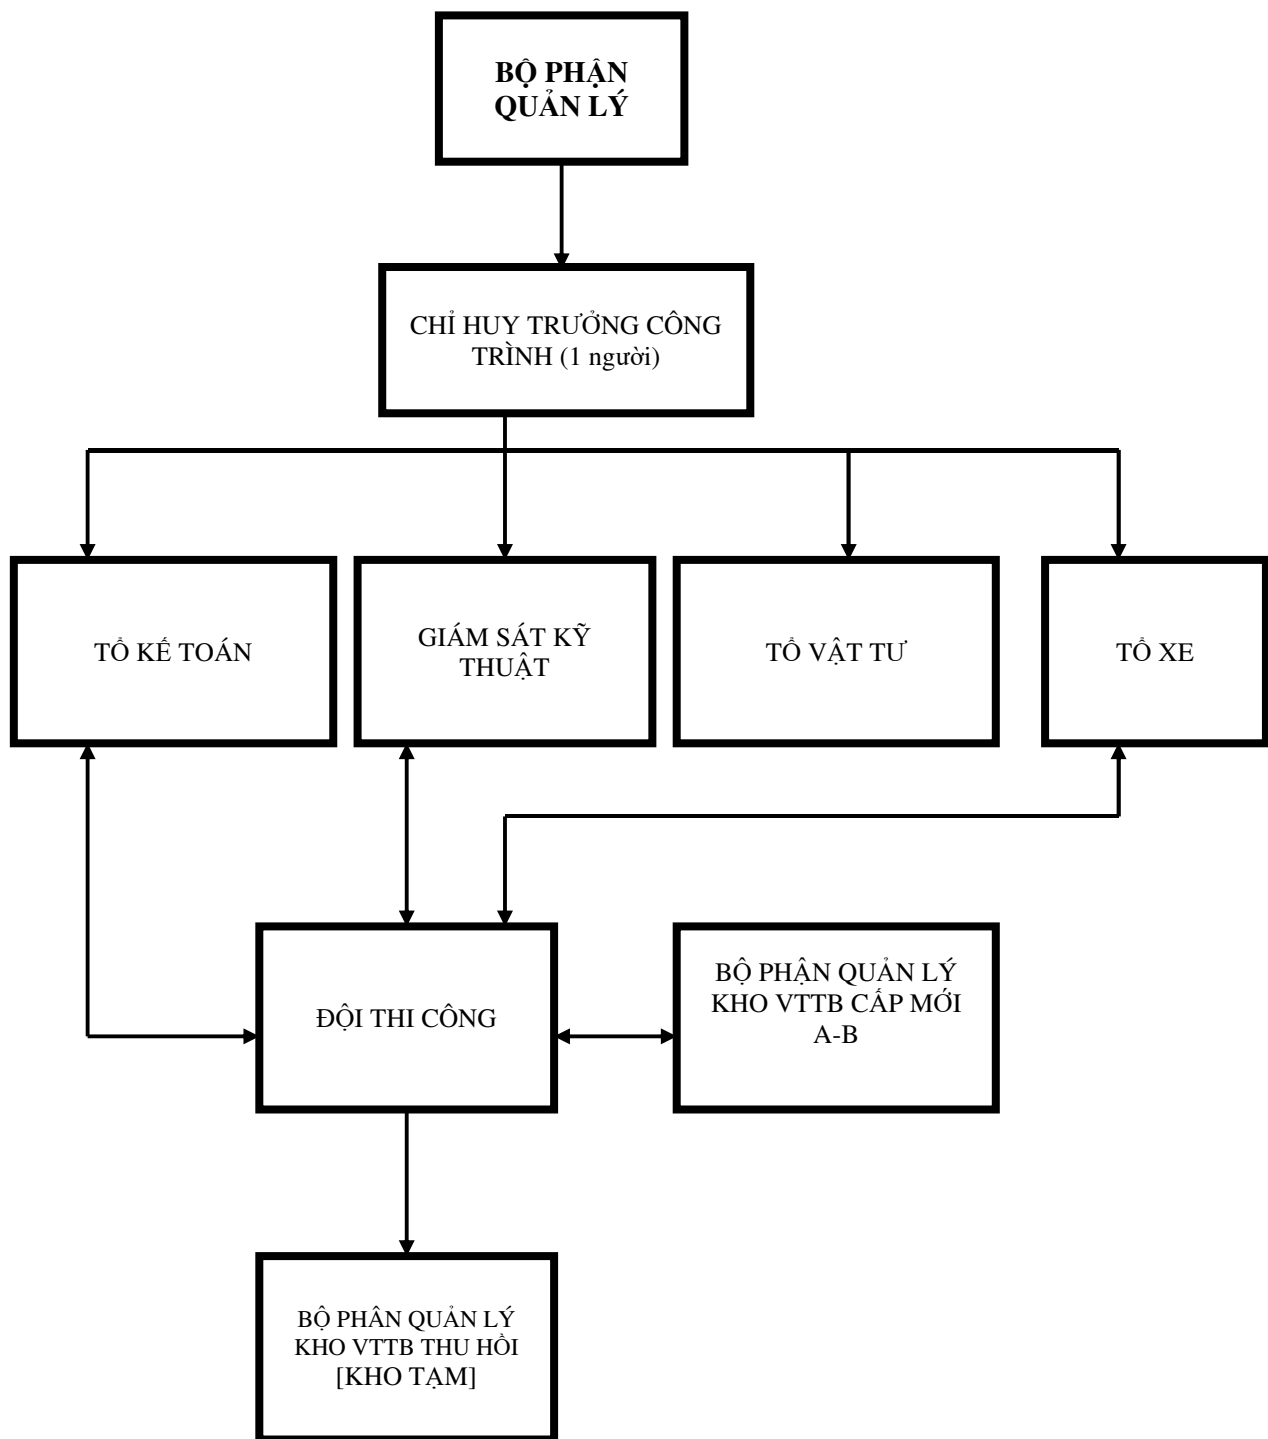 BỘ PHẬN
QUẢN LÝ
CHỈ HUY TRƯỞNG CÔNG
TRÌNH (1 người)
TỔ KẾ TOÁN
GIÁM SÁT KỸ
THUẬT
TỔ VẬT TƯ
TỔ XE
ĐỘI THI CÔNG
BỘ PHẬN QUẢN LÝ
KHO VTTB CẤP MỚI
A-B
BỘ PHÂN QUẢN LÝ
KHO VTTB THU HỒI
[KHO TẠM]